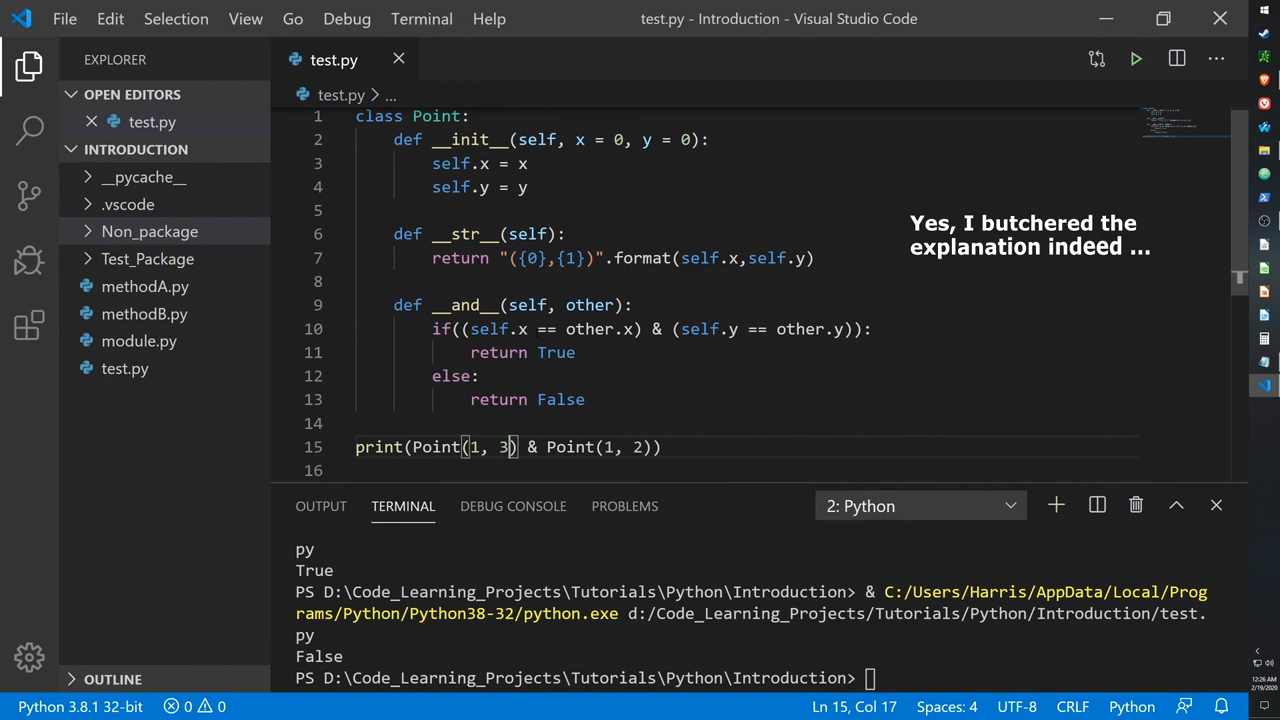 File Edit Selection View Go Debug Terminal Help
test.py - Introduction - Visual Studio Code
EXPLORER
OPEN EDITORS
test.py
INTRODUCTION
__pycache__
.vscode
Non_package
Test_Package
methodA.py
methodB.py
module.py
test.py
OUTLINE
test.py
test.py > ...
1 class Point:
2 def __init__(self, x = 0, y = 0):
3 self.x = x
4 self.y = y
5
6 def __str__(self):
7 return "({0},{1})".format(self.x,self.y)
8
9 def __and__(self, other):
10 if((self.x == other.x) & (self.y == other.y)):
11 return True
12 else:
13 return False
14
15 print(Point(1, 3) & Point(1, 2))
16
Yes, I butchered the
explanation indeed ...
OUTPUT TERMINAL DEBUG CONSOLE PROBLEMS
2: Python
py
True
PS D:\Code_Learning_Projects\Tutorials\Python\Introduction> & C:/Users/Harris/AppData/Local/Prog
rams/Python/Python38-32/python.exe d:/Code_Learning_Projects/Tutorials/Python/Introduction/test.
py
False
PS D:\Code_Learning_Projects\Tutorials\Python\Introduction>
Python 3.8.1 32-bit 0 0
Ln 15, Col 17 Spaces: 4 UTF-8 CRLF Python
12:26 AM
2/19/2020